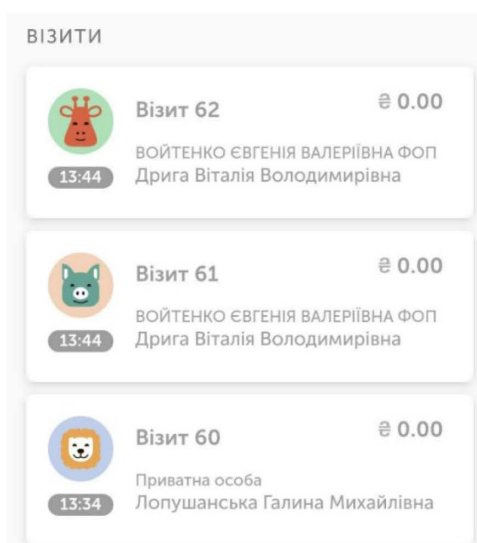 ВІЗИТИ
Візит 62
₴ 0.00
ВОЙТЕНКО ЄВГЕНІЯ ВАЛЕРІЇВНА ФОП
13:44
Дрига Віталія Володимирівна
Візит 61
₴ 0.00
ВОЙТЕНКО ЄВГЕНІЯ ВАЛЕРІЇВНА ФОП
13:44
Дрига Віталія Володимирівна
Візит 60
₴ 0.00
Приватна особа
13:34
Лопушанська Галина Михайлівна